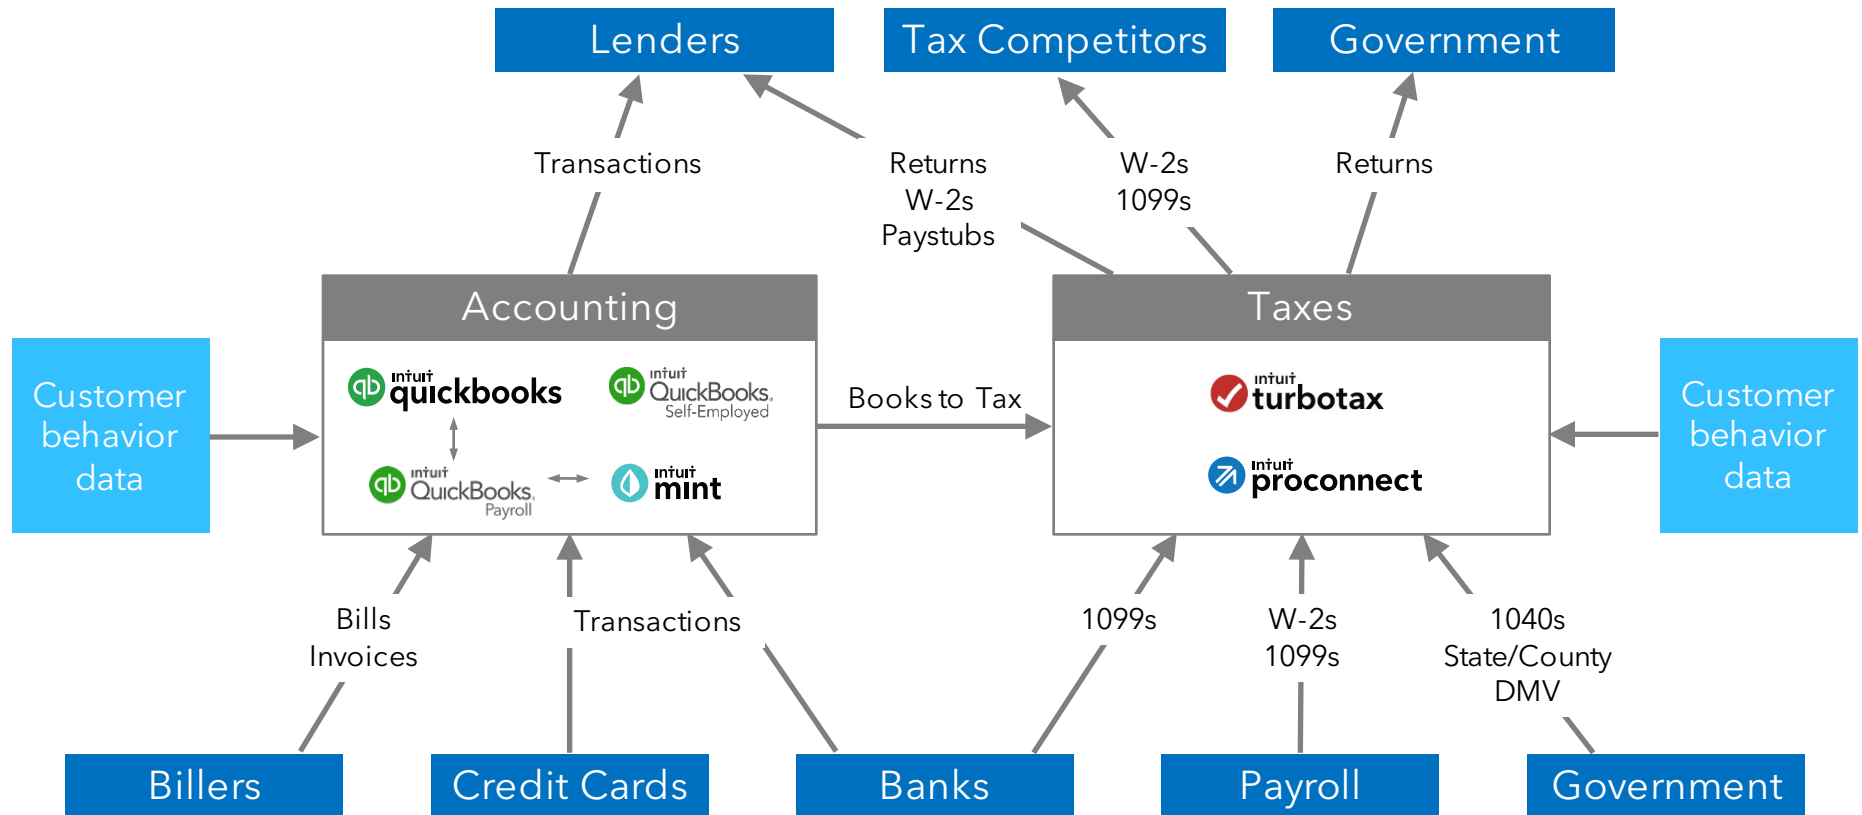 Lenders
Tax Competitors
Government
Transactions
Returns
W-2s
Paystubs
W-2s
1099s
Returns
Accounting
Taxes
Customer
behavior
data
intuit
quickbooks
intuit
QuickBooks.
Self-Employed
intuit
QuickBooks.
Payroll
intuit
mint
Books to Tax
intuit
turbotax
intuit
proconnect
Customer
behavior
data
Bills
Invoices
Transactions
1099s
W-2s
1099s
1040s
State/County
DMV
Billers
Credit Cards
Banks
Payroll
Government